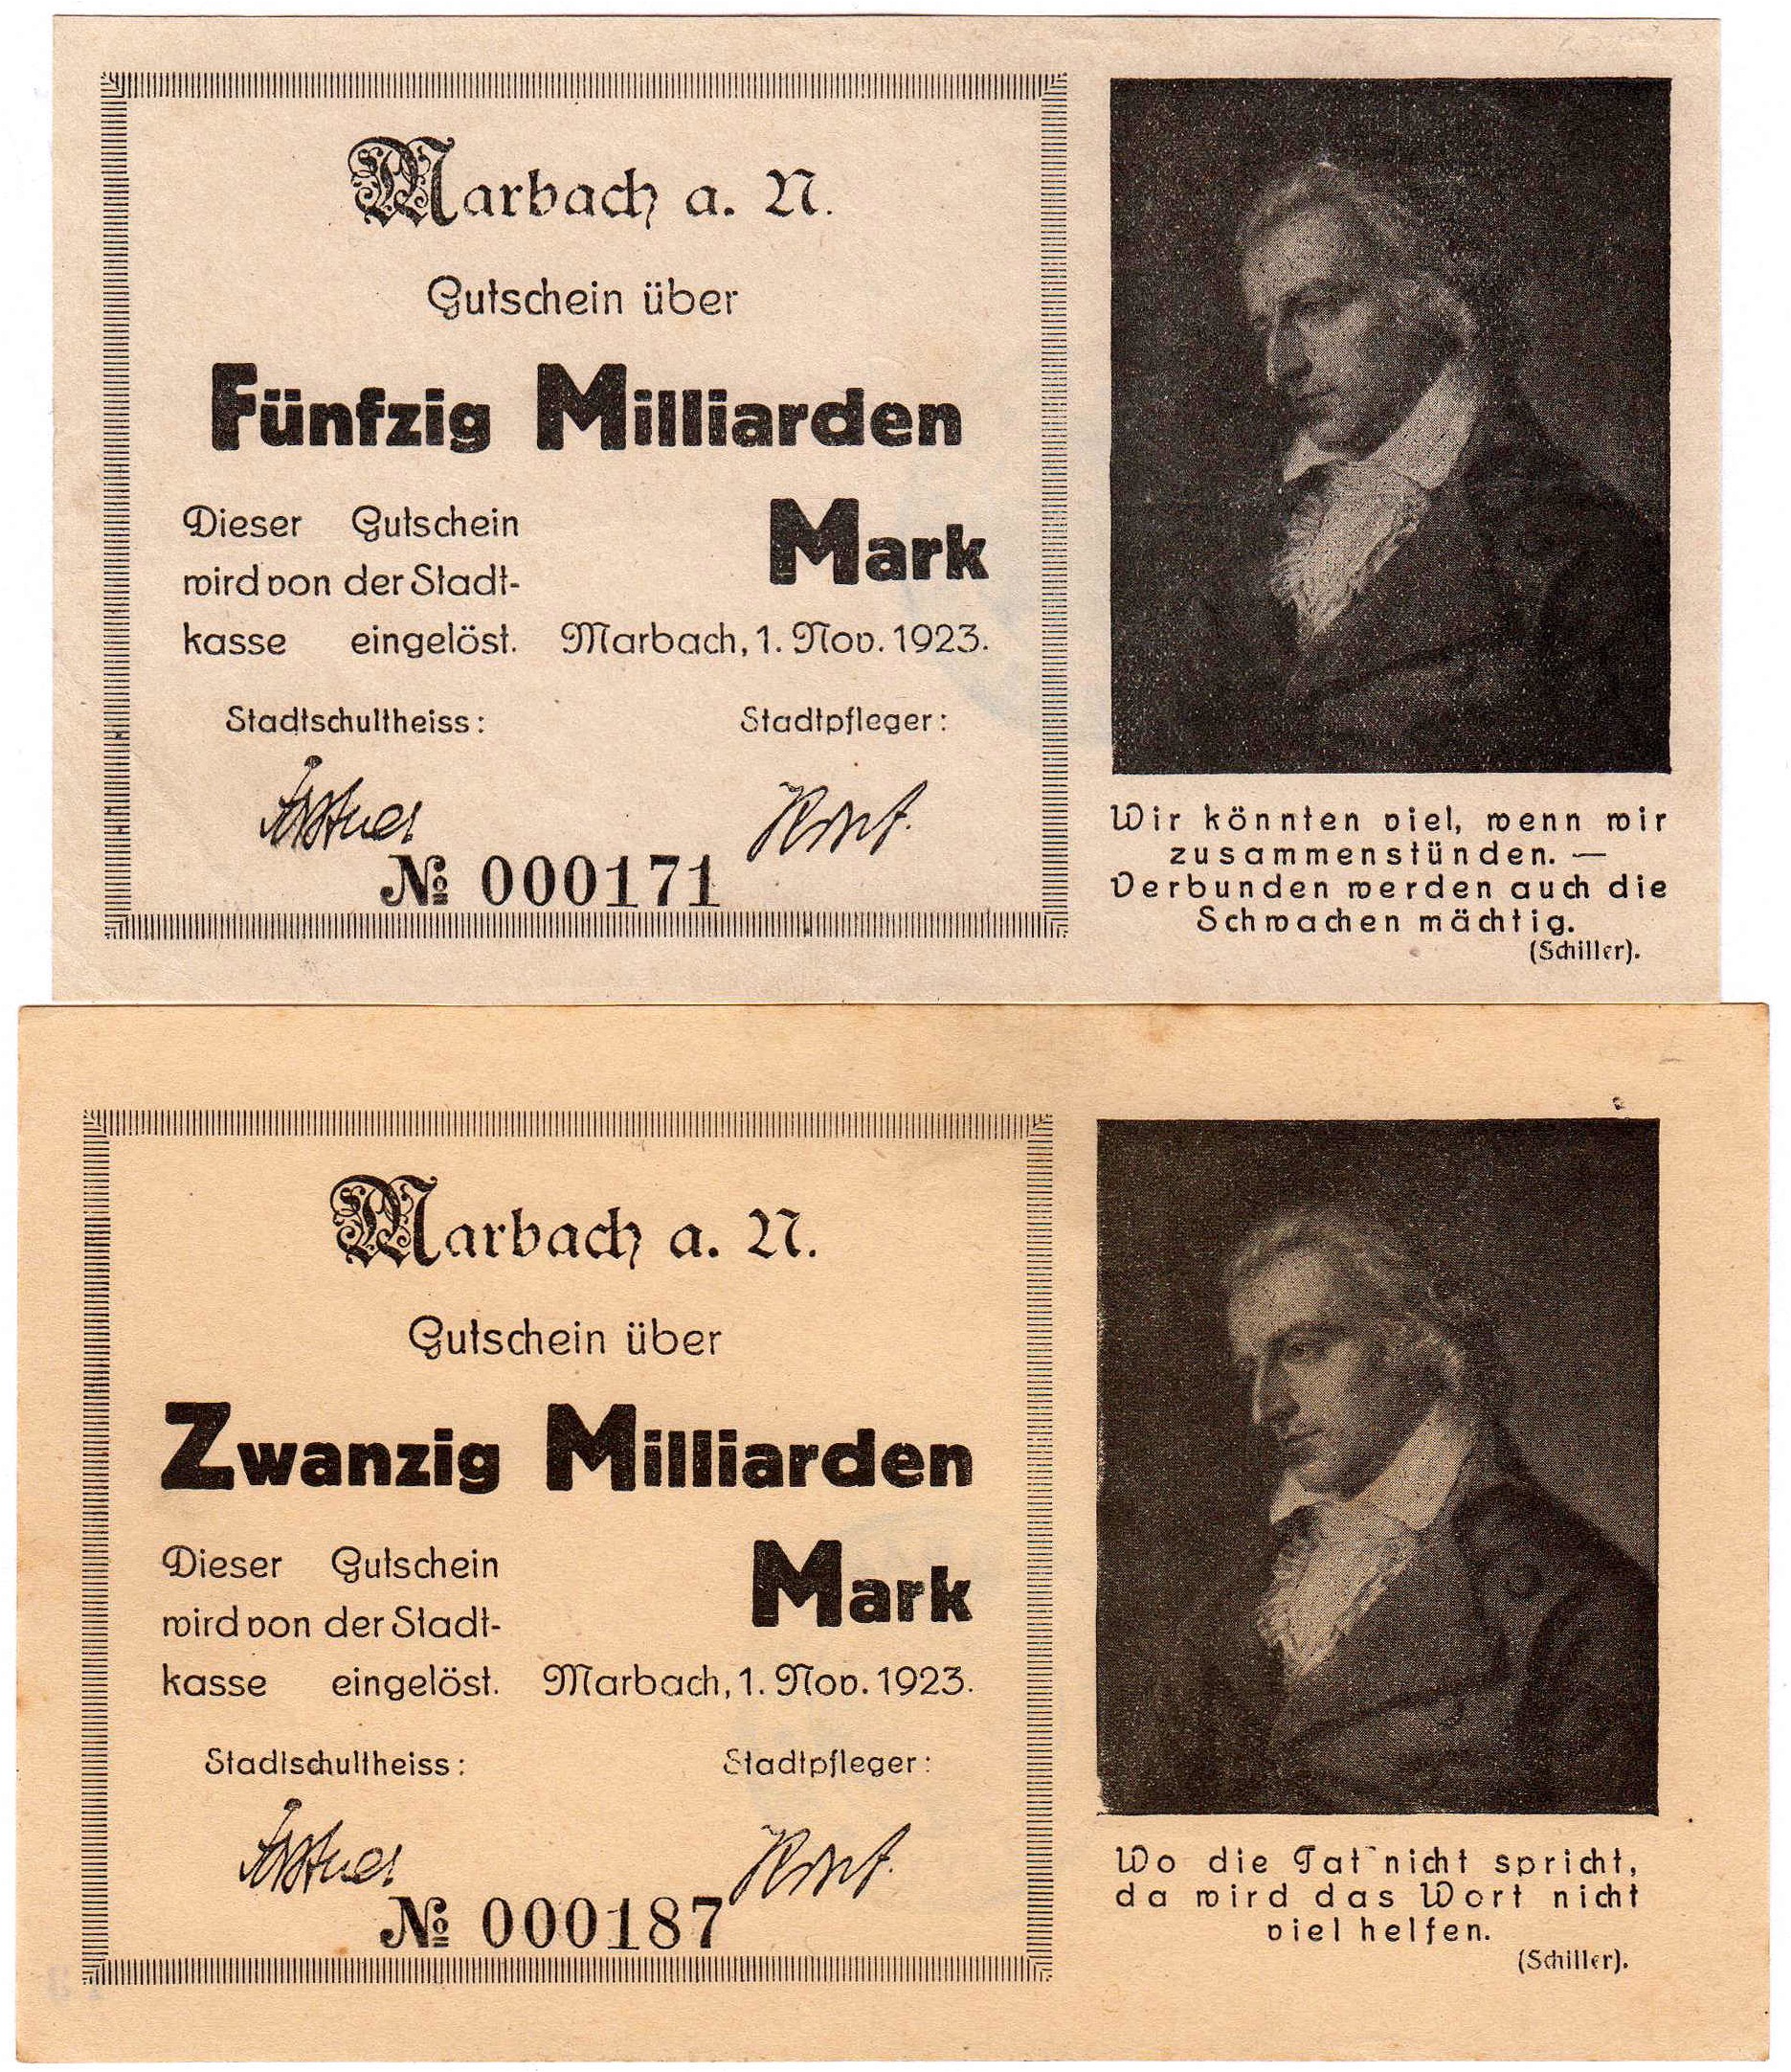 Marbach a. N.
Gutschein über
Fünfzig Milliarden
Mark
Dieser Gutschein
wird von der Stadt-
kasse eingelöst. Marbach, 1. Nov. 1923.
Stadtschultheiss: Stadtpfleger:
№ 000171
Wir könnten viel, wenn wir
zusammenstünden. —
Verbunden werden auch die
Schwachen mächtig.
(Schiller).
Marbach a. N.
Gutschein über
Zwanzig Milliarden
Mark
Dieser Gutschein
wird von der Stadt-
kasse eingelöst. Marbach, 1. Nov. 1923.
Stadtschultheiss: Stadtpfleger:
№ 000187
Wo die Tat nicht spricht,
da wird das Wort nicht
viel helfen.
(Schiller).